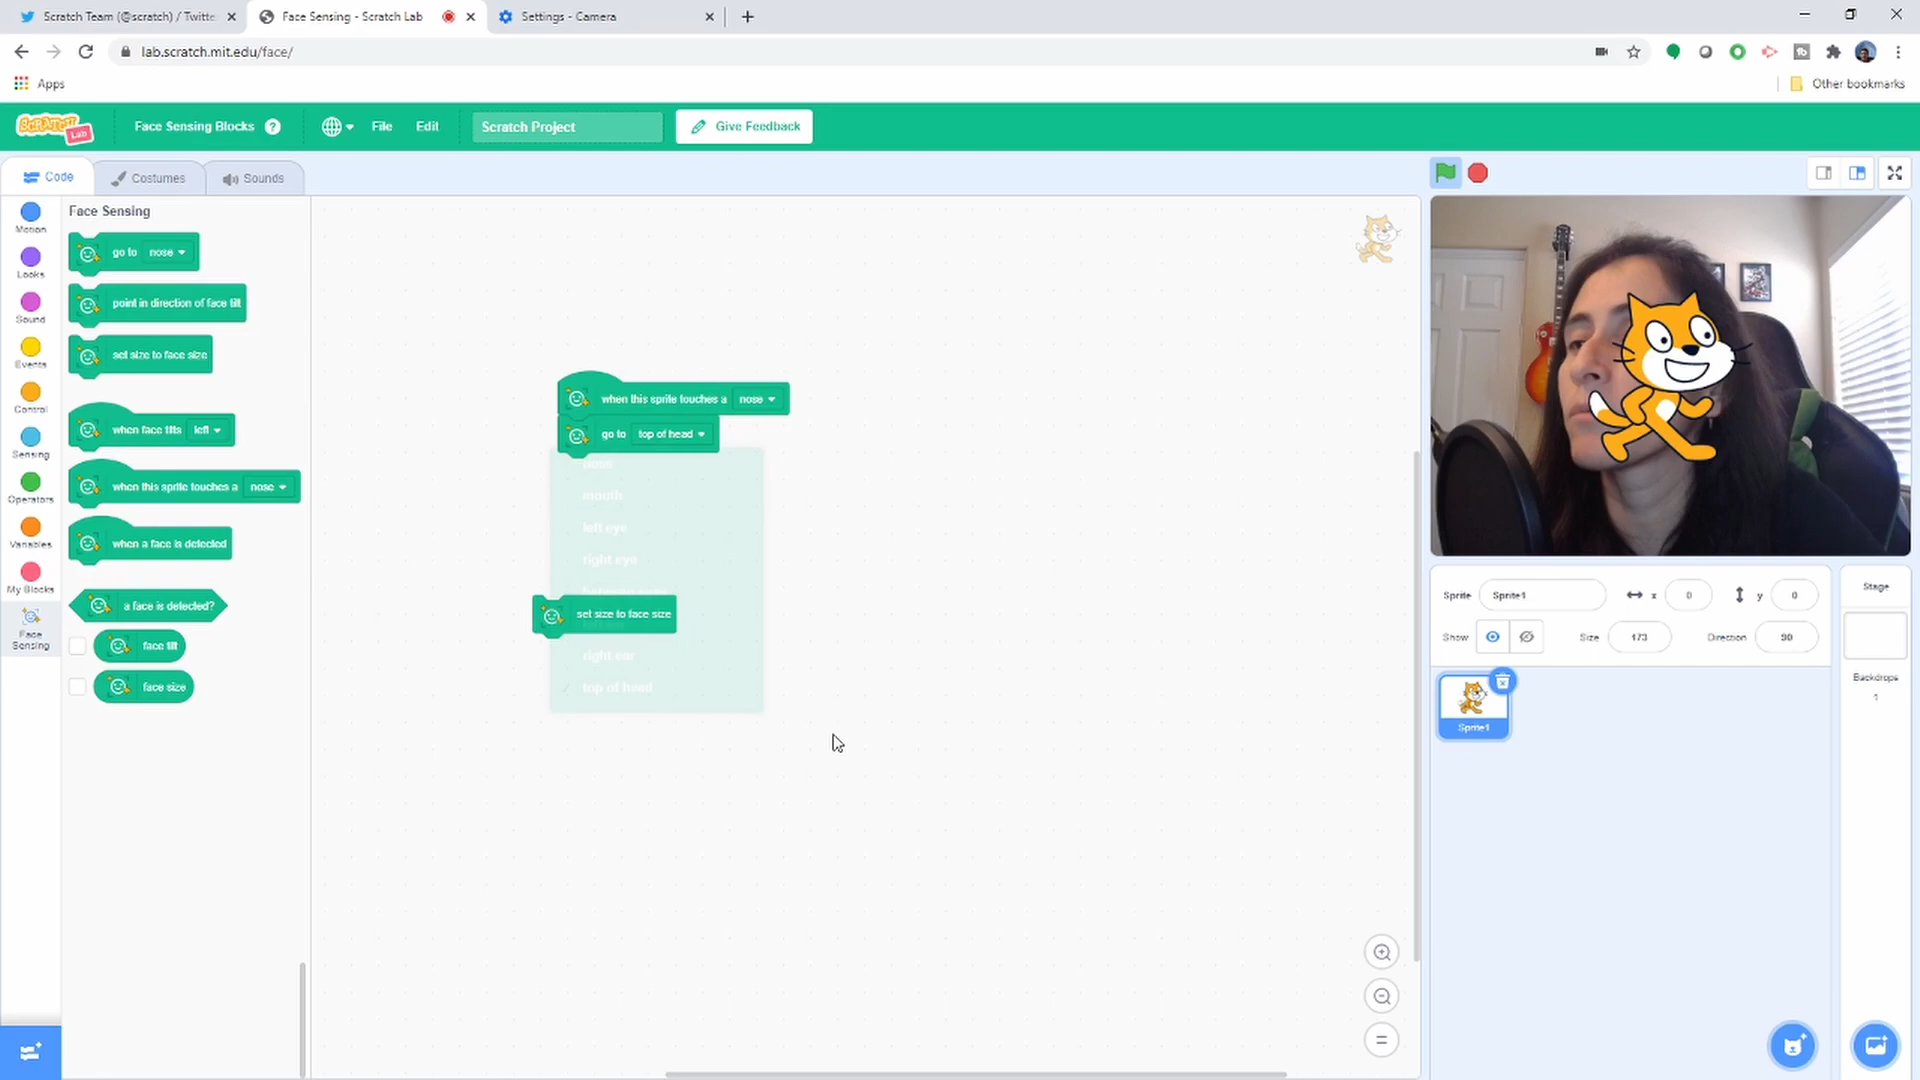 Scratch Team (@scratch) / Twitte
Face Sensing - Scratch Lab
Settings - Camera
lab.scratch.mit.edu/face/
Apps
Other bookmarks
SCRATCH Lab
Face Sensing Blocks
?
File
Edit
Scratch Project
Give Feedback
Code
Costumes
Sounds
Motion
Looks
Sound
Events
Control
Sensing
Operators
Variables
My Blocks
Face Sensing
Face Sensing
go to nose
point in direction of face tilt
set size to face size
when face tilts left
when this sprite touches a nose
when a face is detected
a face is detected?
face tilt
face size
when this sprite touches a nose
go to top of head
nose
mouth
left eye
right eye
set size to face size
right ear
✓ top of head
Sprite
Sprite1
x
0
y
0
Show
Size
173
Direction
90
Sprite1
Stage
Backdrops
1